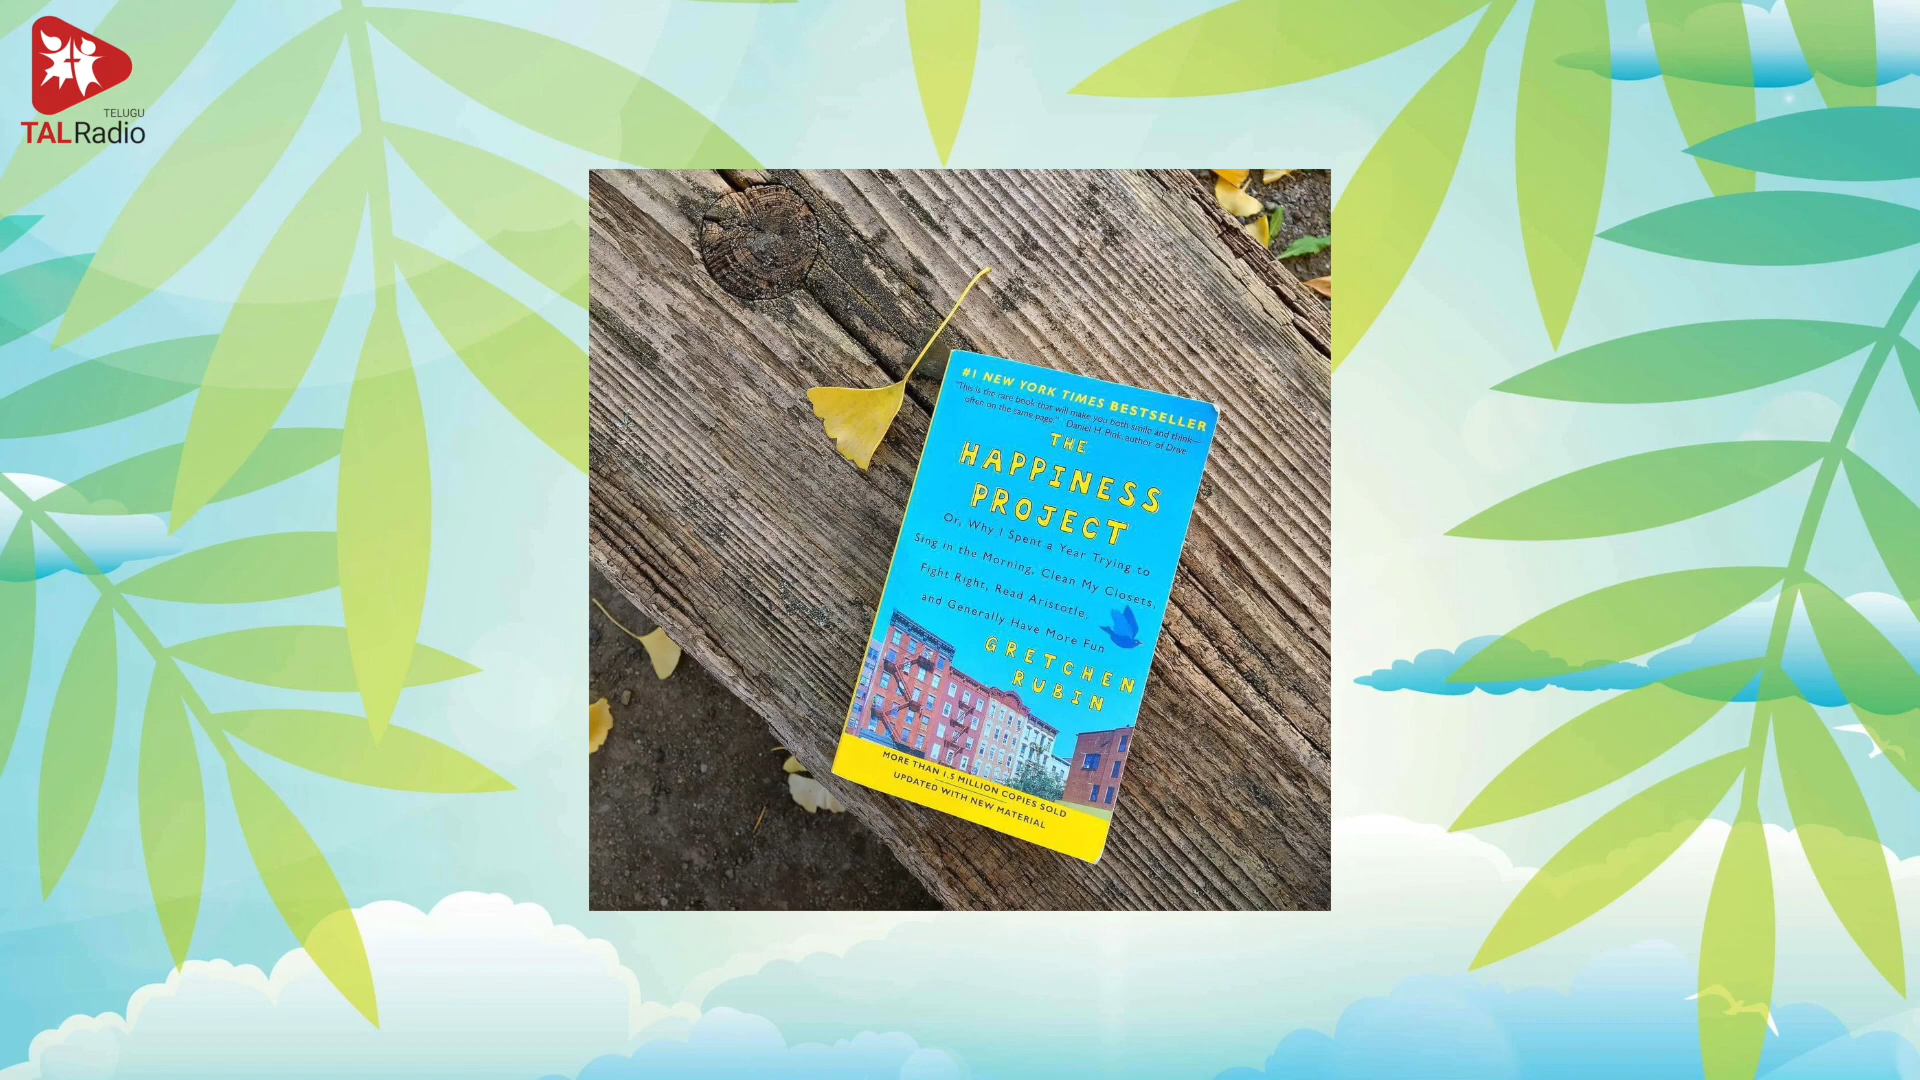 TELUGU
TALRadio
#1 NEW YORK TIMES BESTSELLER
"This is the rare book that will make you both smile and think—
often on the same page." - Daniel H. Pink, author of Drive
THE
HAPPINESS
PROJECT
Or, Why I Spent a Year Trying to
Sing in the Morning, Clean My Closets,
Fight Right, Read Aristotle,
and Generally Have More Fun
GRETCHEN
RUBIN
MORE THAN 1.5 MILLION COPIES SOLD
UPDATED WITH NEW MATERIAL